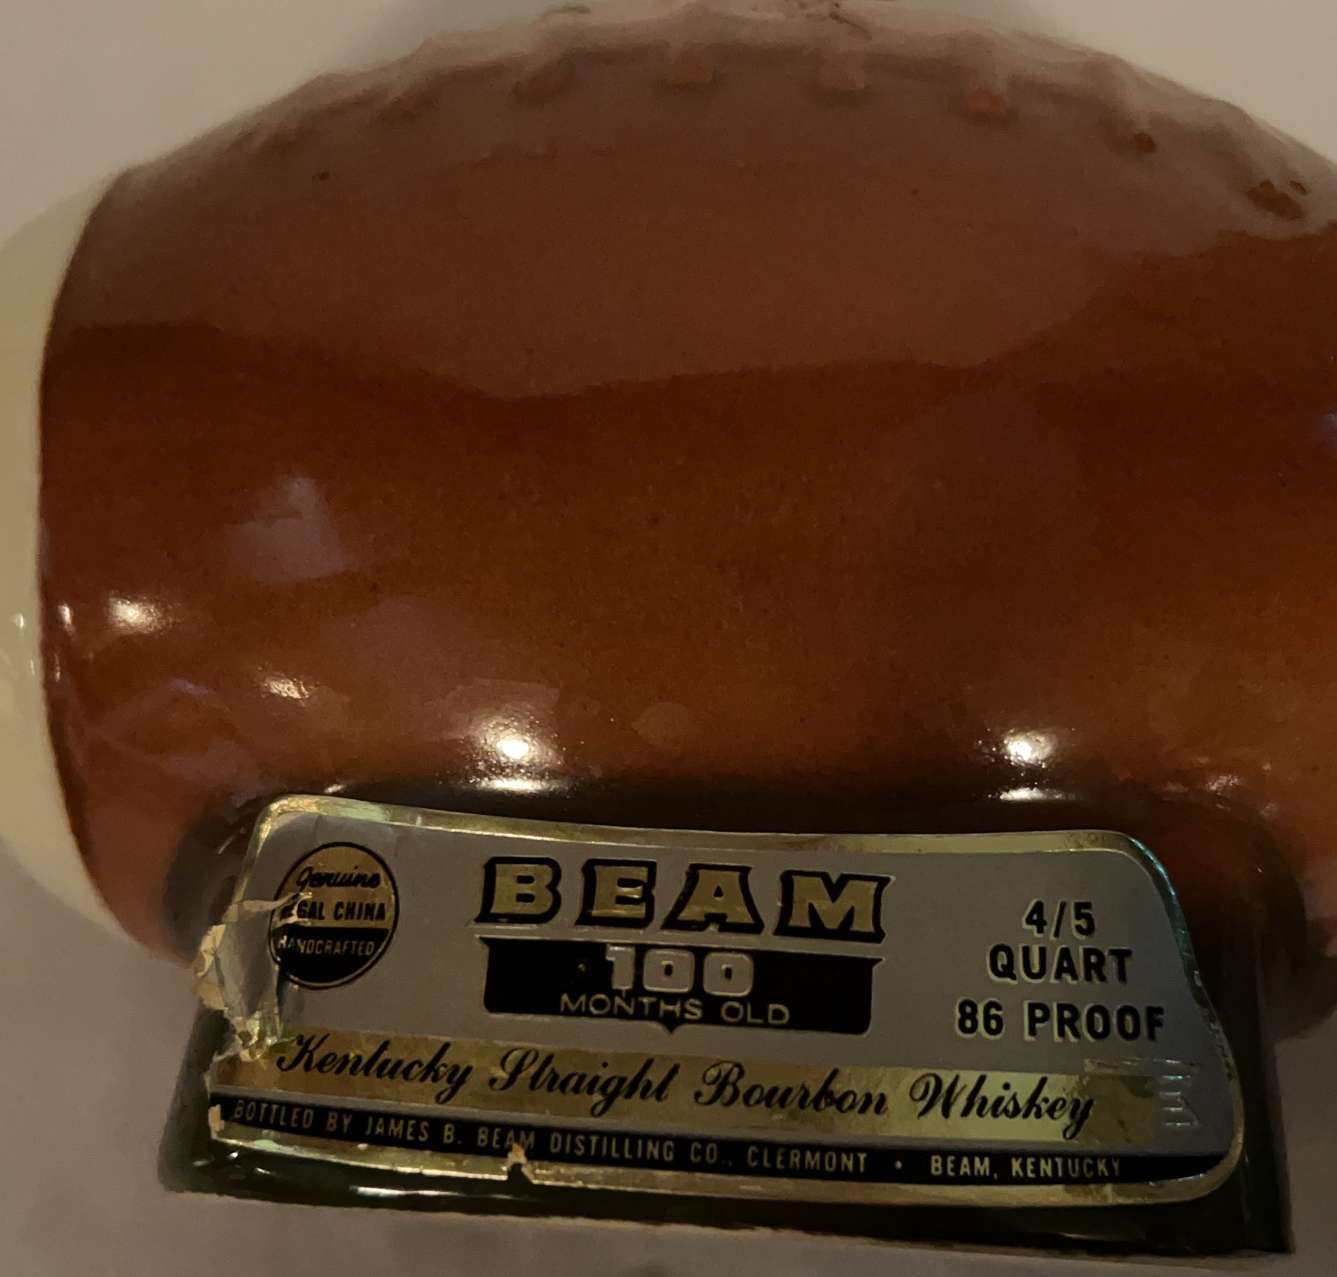 Genuine
REGAL CHINA
HANDCRAFTED
BEAM
100
MONTHS OLD
4/5
QUART
86 PROOF
Kentucky Straight Bourbon Whiskey
BOTTLED BY JAMES B. BEAM DISTILLING CO., CLERMONT • BEAM, KENTUCKY